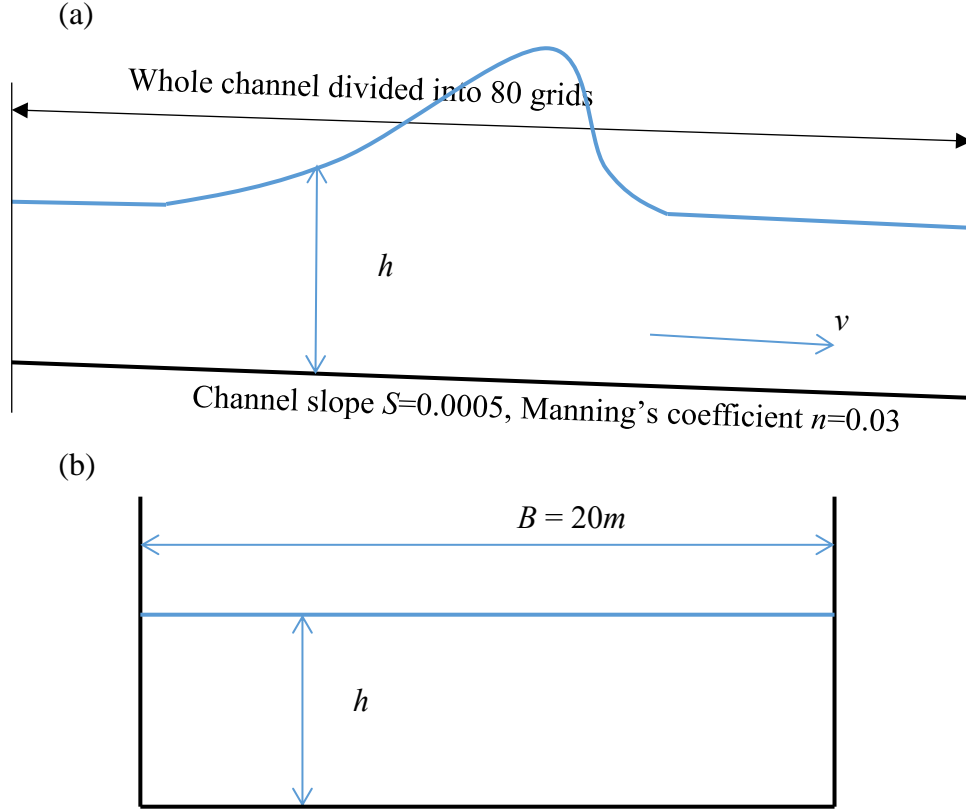 (a)
Whole channel divided into 80 grids
h
v
Channel slope S=0.0005, Manning’s coefficient n=0.03
(b)
B = 20m
h